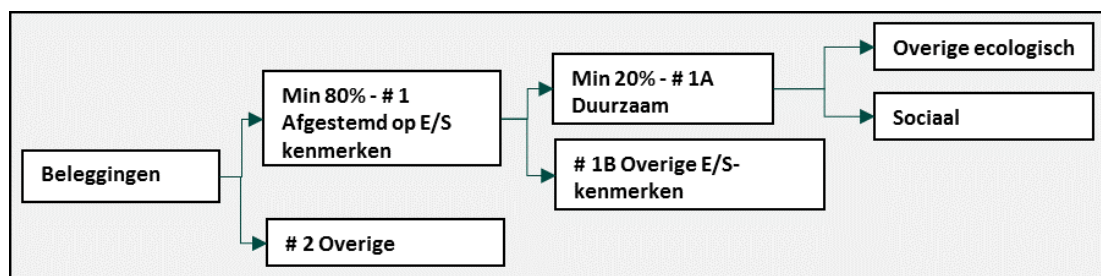 Beleggingen
Min 80% - # 1
Afgestemd op E/S
kenmerken
# 2 Overige
Min 20% - # 1A
Duurzaam
# 1B Overige E/S-
kenmerken
Overige ecologisch
Sociaal